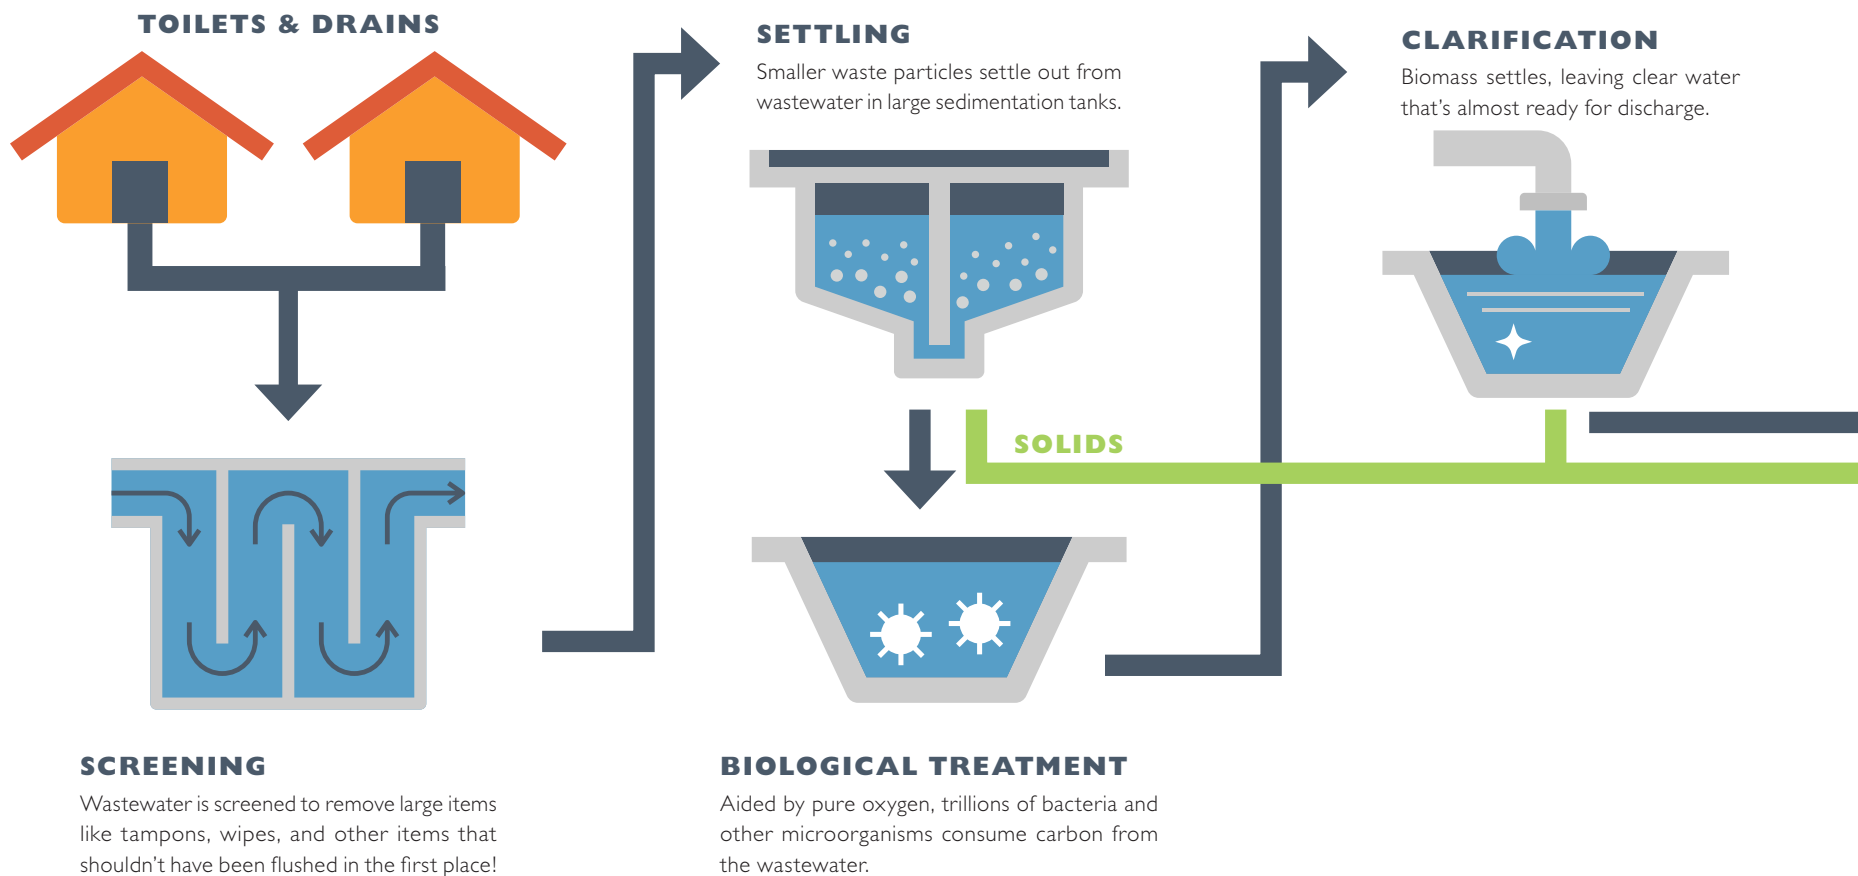 TOILETS & DRAINS
SCREENING
Wastewater is screened to remove large items
like tampons, wipes, and other items that
shouldn't have been flushed in the first place!
SETTLING
Smaller waste particles settle out from
wastewater in large sedimentation tanks.
SOLIDS
BIOLOGICAL TREATMENT
Aided by pure oxygen, trillions of bacteria and
other microorganisms consume carbon from
the wastewater.
CLARIFICATION
Biomass settles, leaving clear water
that's almost ready for discharge.